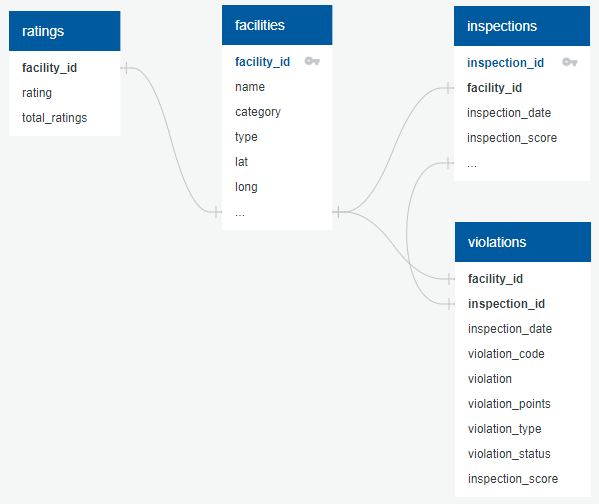 ratings
facility_id
rating
total_ratings
facilities
facility_id
name
category
type
lat
long
...
inspections
inspection_id
facility_id
inspection_date
inspection_score
...
violations
facility_id
inspection_id
inspection_date
violation_code
violation
violation_points
violation_type
violation_status
inspection_score